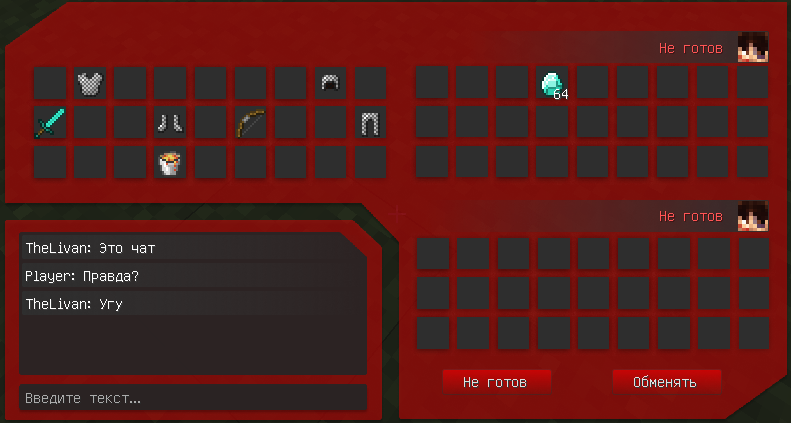 Не готов
64
Не готов
TheLivan: Это чат
Player: Правда?
TheLivan: Угу
Введите текст...
Не готов
Обменять